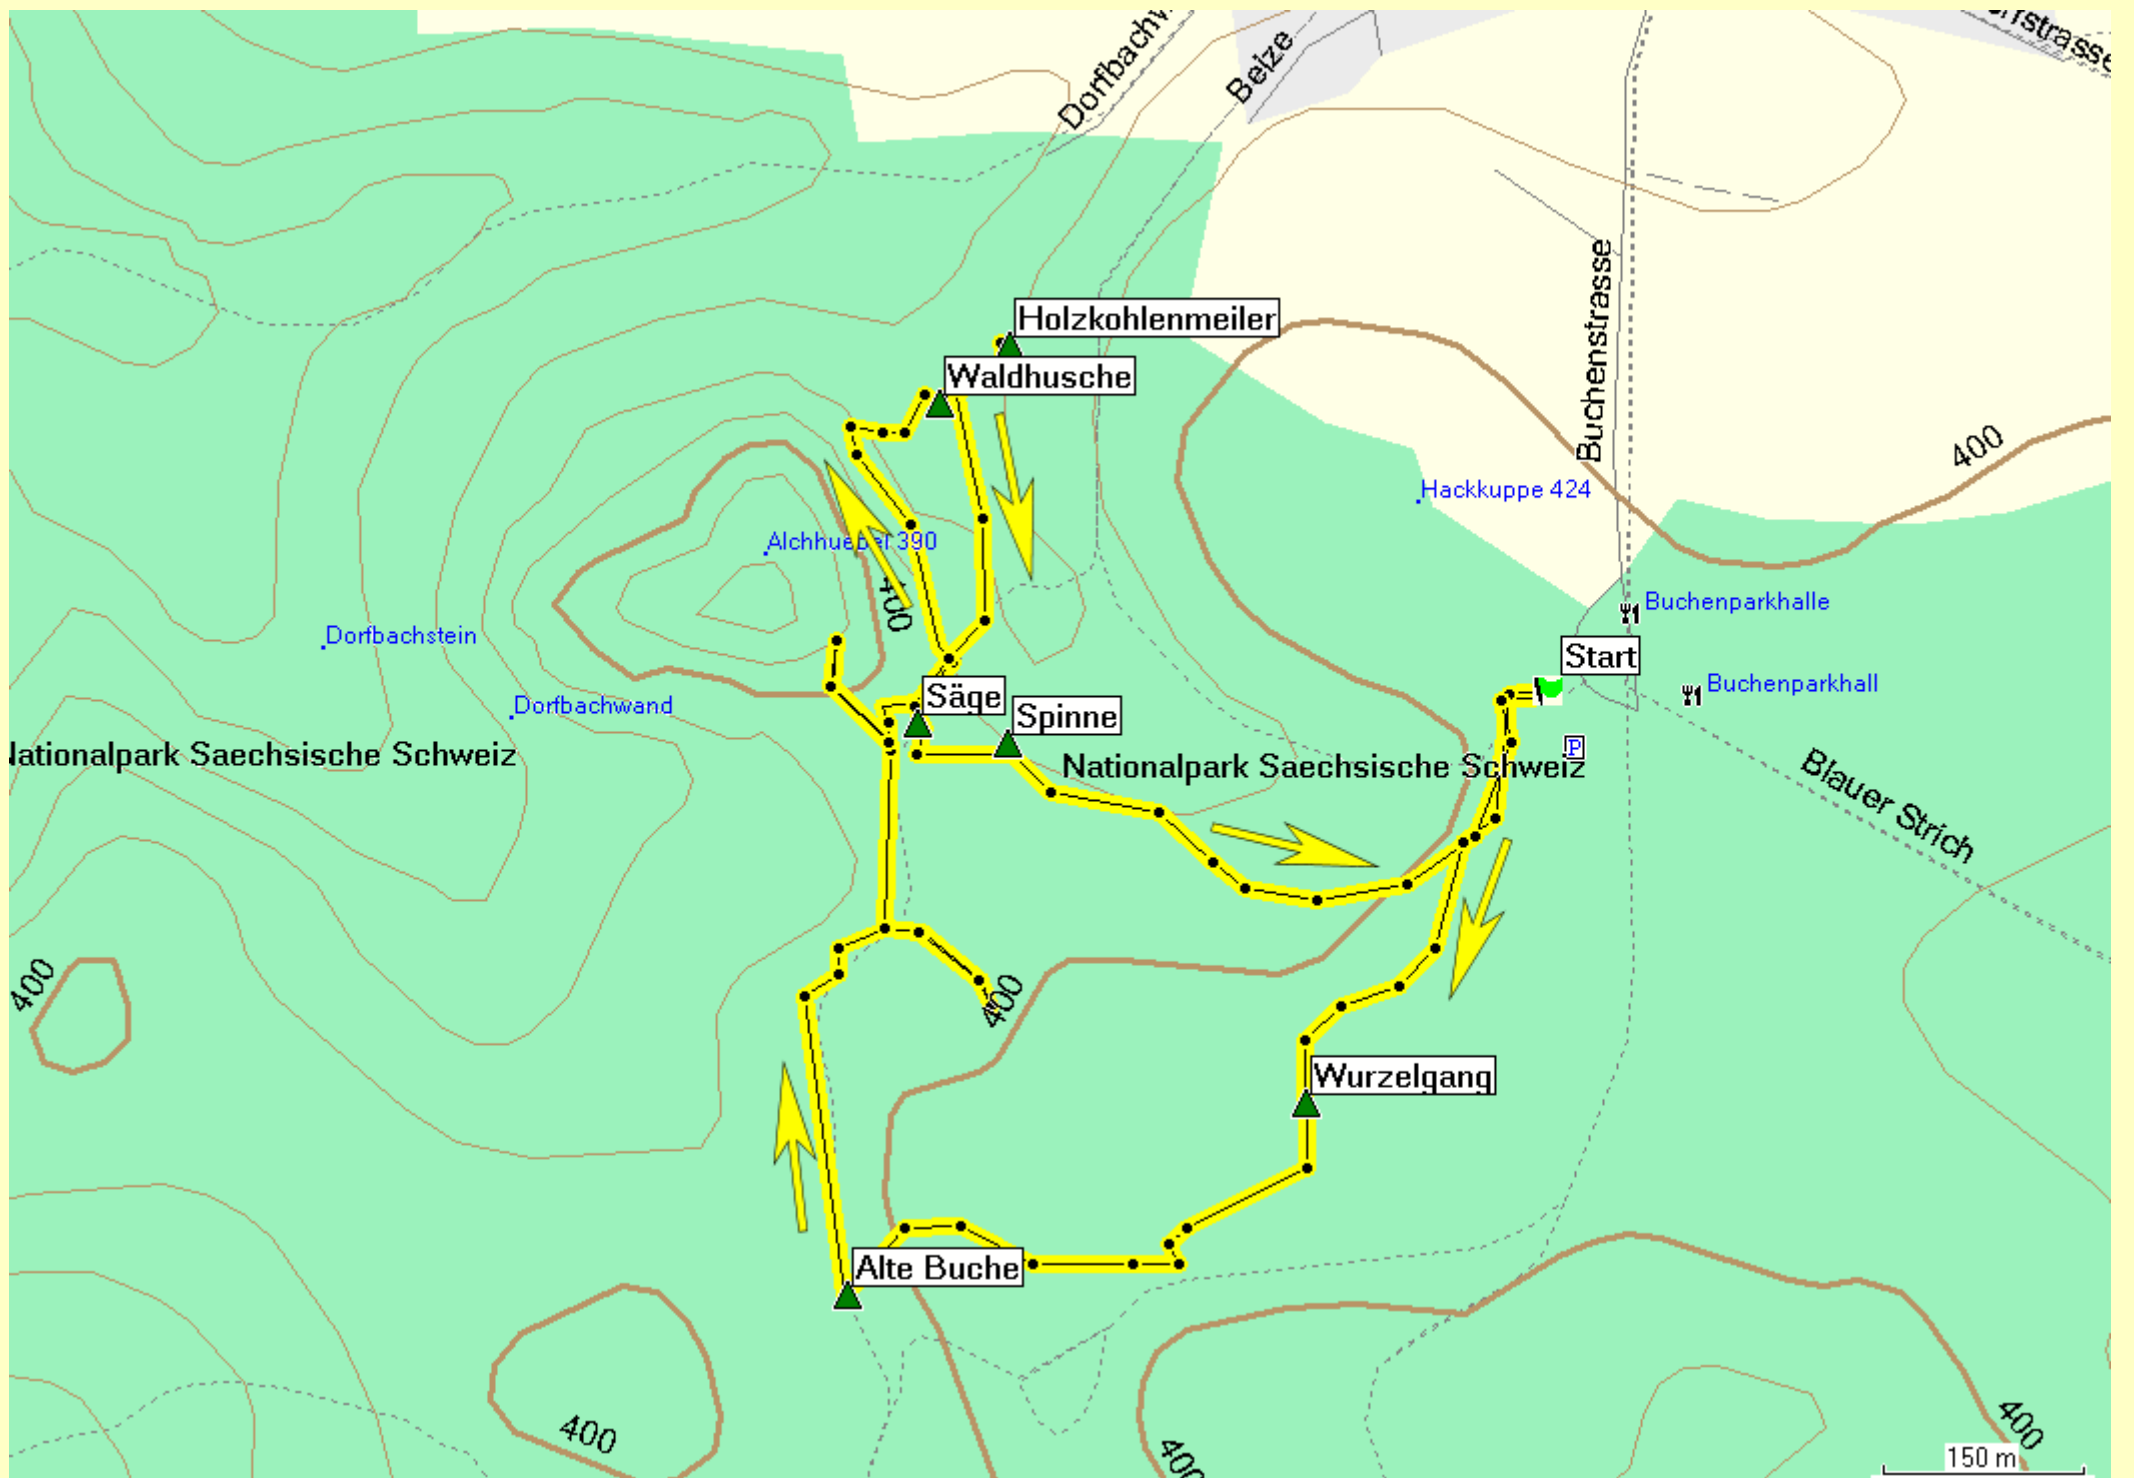 Dorfbachw
Beize
rrstrasse
Buchenstrasse
Holzkohlenmeiler
Waldhusche
400
Hackkuppe 424
Alchhuebel 390
400
Buchenparkhalle
Dorfbachstein
Start
Säge
Spinne
Buchenparkhall
Dorfbachwand
Nationalpark Saechsische Schweiz
Nationalpark Saechsische Schweiz
P
Blauer Strich
400
400
Wurzelgang
Alte Buche
400
400
400
150 m